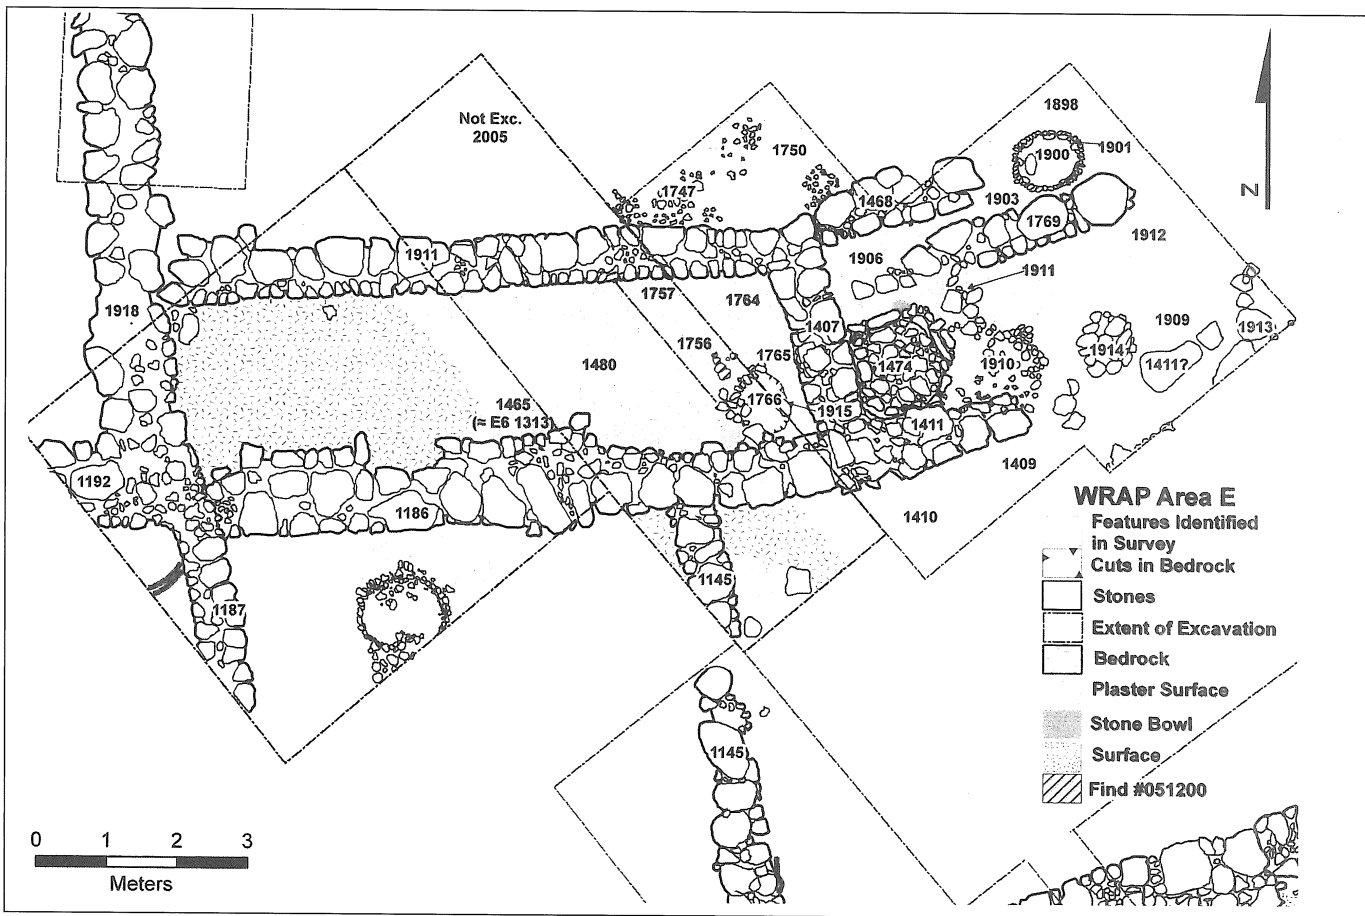 Not Exc.
2005
1898
1750
1901
1900
1747
1468
1903
1769
1912
1911
1906
1911
1757
1764
1918
1407
1909
1913
1756
1765
1914
1480
1474
1910
1411?
1766
1465
(≈ E6 1313)
1915
1411
1409
1192
1186
1410
1145
1187
1145
N
WRAP Area E
Features Identified
in Survey
Cuts in Bedrock
Stones
Extent of Excavation
Bedrock
Plaster Surface
Stone Bowl
Surface
Find #051200
0 1 2 3
Meters